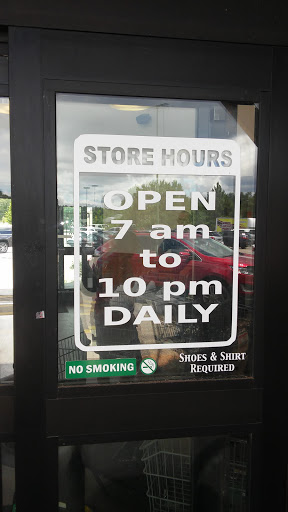 STORE HOURS
OPEN
7 am
to
10 pm
DAILY
NO SMOKING
SHOES & SHIRT
REQUIRED